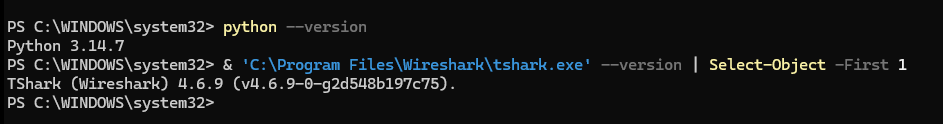 PS C:\WINDOWS\system32> python --version
Python 3.14.7
PS C:\WINDOWS\system32> & 'C:\Program Files\Wireshark\tshark.exe' --version | Select-Object -First 1
TShark (Wireshark) 4.6.9 (v4.6.9-0-g2d548b197c75).
PS C:\WINDOWS\system32>